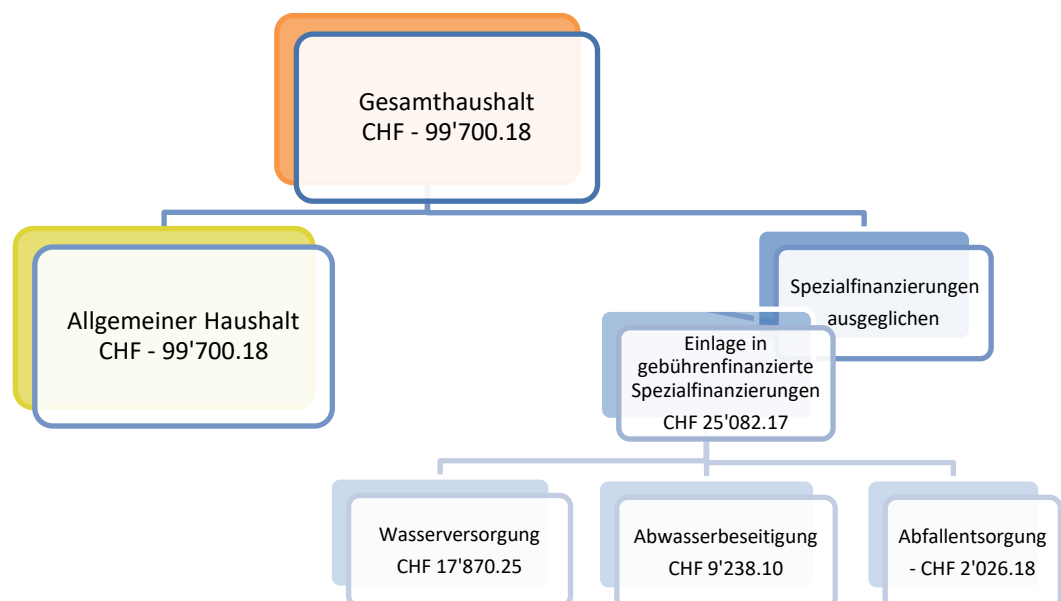 Gesamthaushalt
CHF - 99'700.18
Allgemeiner Haushalt
CHF - 99'700.18
Spezialfinanzierungen
ausgeglichen
Einlage in
gebührenfinanzierte
Spezialfinanzierungen
CHF 25'082.17
Wasserversorgung
CHF 17'870.25
Abwasserbeseitigung
CHF 9'238.10
Abfallentsorgung
- CHF 2'026.18